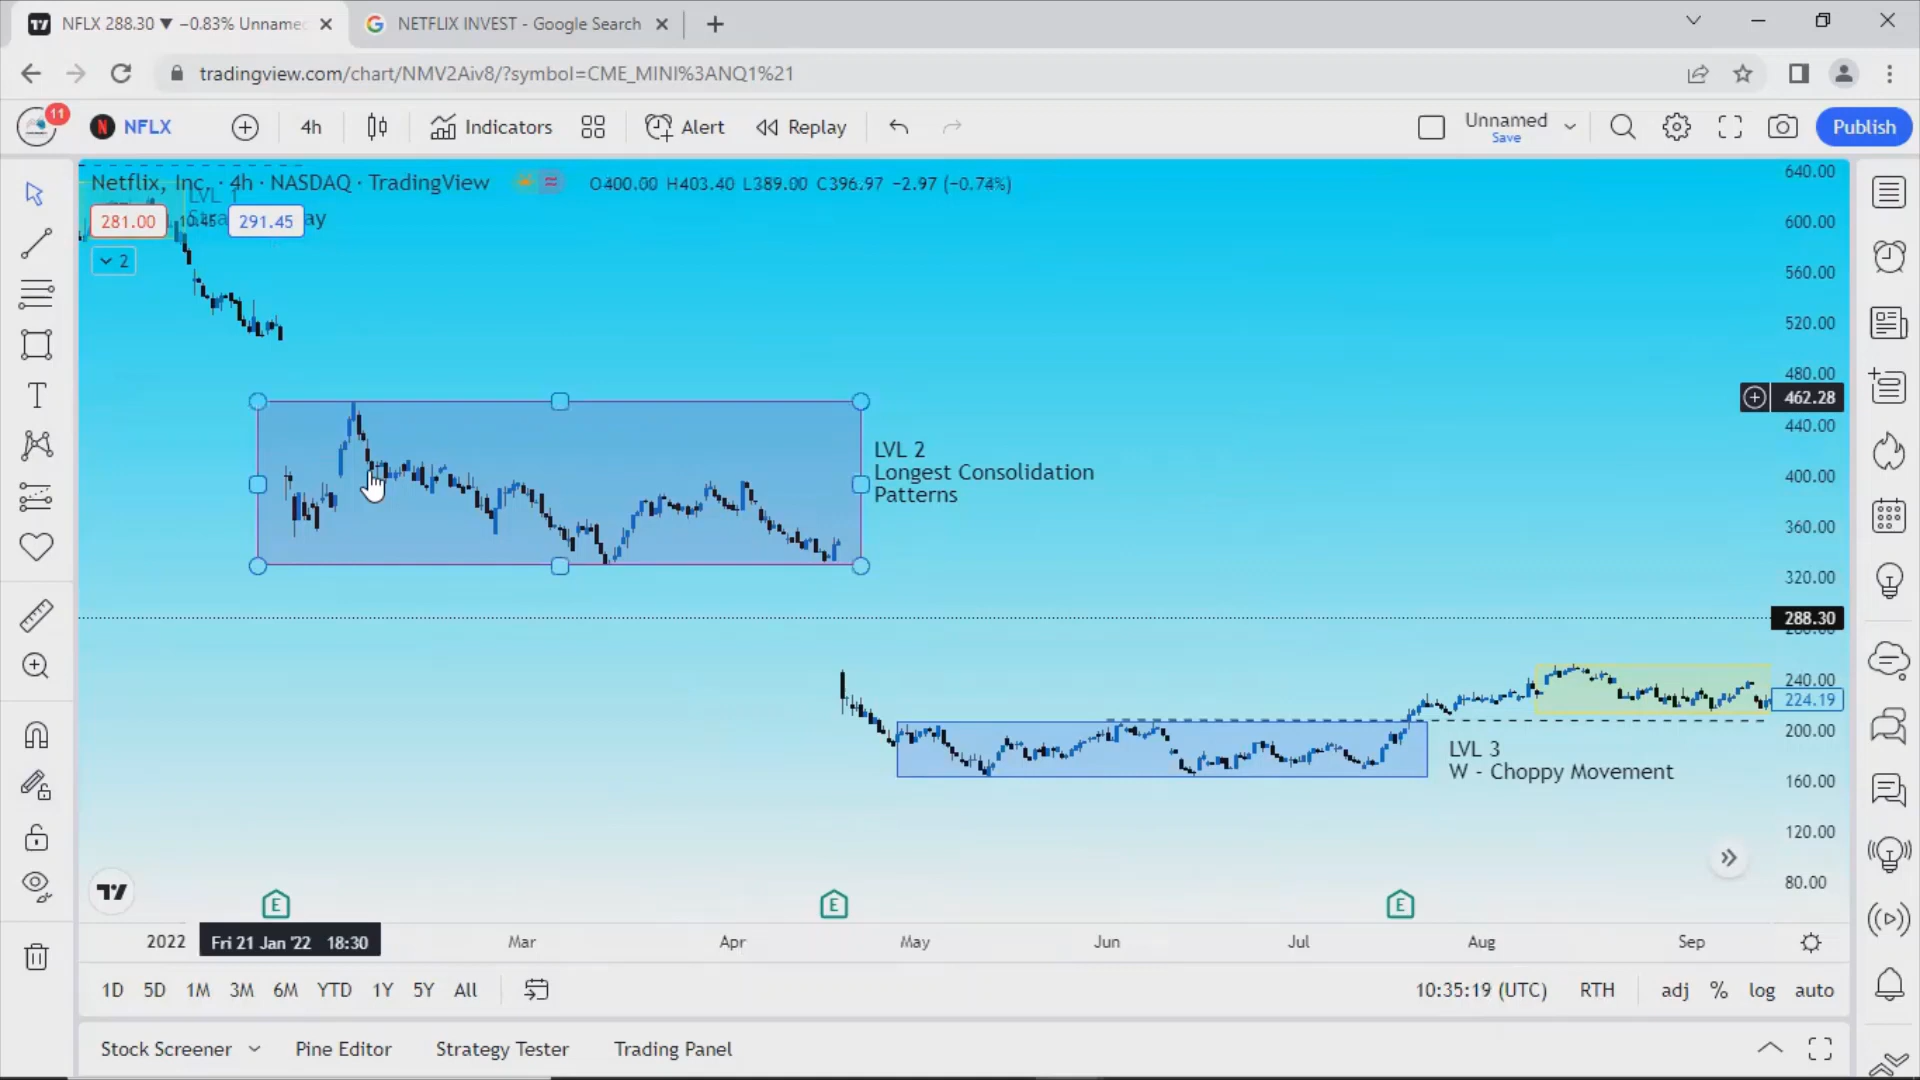 NFLX 288.30 ▼ −0.83% Unname
NETFLIX INVEST - Google Search
tradingview.com/chart/NMV2Aiv8/?symbol=CME_MINI%3ANQ1%21
11
NFLX
4h
Indicators
Alert
Replay
Unnamed
Save
Publish
Netflix, Inc. · 4h · NASDAQ · TradingView
O400.00 H403.40 L389.00 C396.97 −2.97 (−0.74%)
LVL 1
281.00
10.45
291.45
2
640.00
600.00
560.00
520.00
480.00
462.28
440.00
400.00
360.00
320.00
288.30
240.00
224.19
200.00
160.00
120.00
80.00
LVL 2
Longest Consolidation
Patterns
LVL 3
W - Choppy Movement
E
E
E
2022
Fri 21 Jan '22 18:30
Mar
Apr
May
Jun
Jul
Aug
Sep
1D
5D
1M
3M
6M
YTD
1Y
5Y
All
10:35:19 (UTC)
RTH
adj
%
log
auto
Stock Screener
Pine Editor
Strategy Tester
Trading Panel